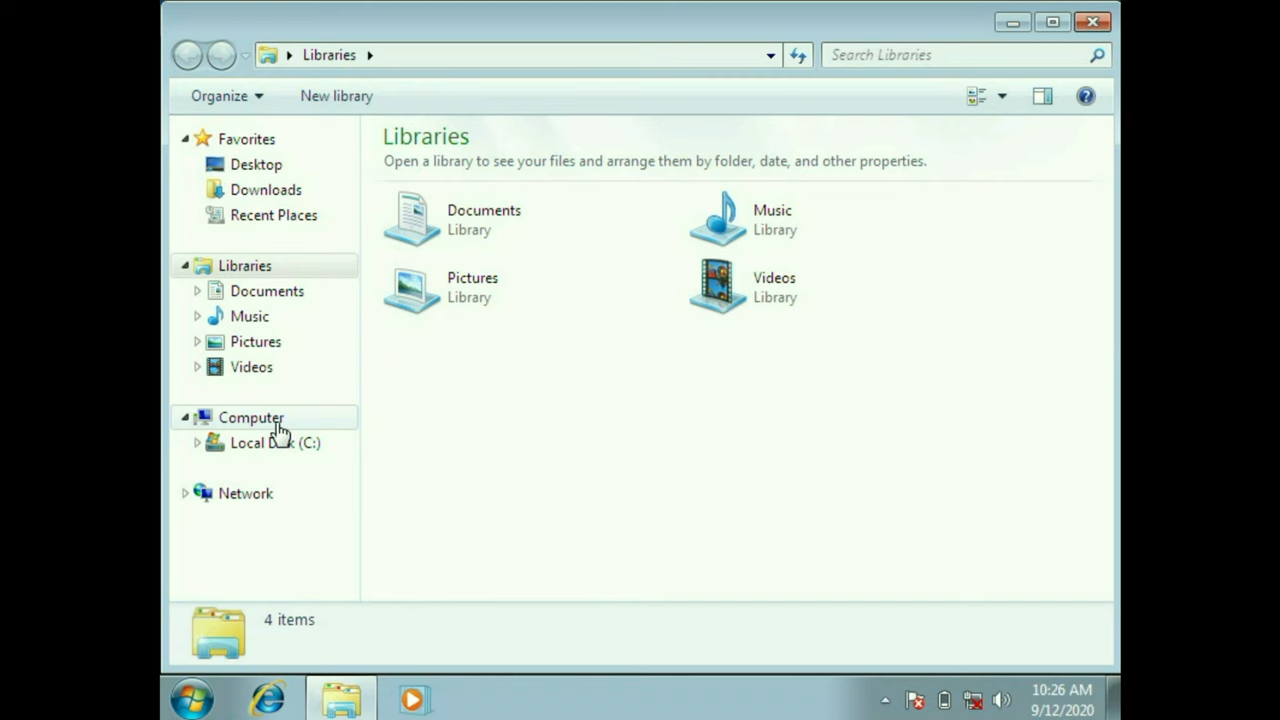 Libraries
Search Libraries
Organize
New library
Favorites
Desktop
Downloads
Recent Places
Libraries
Documents
Music
Pictures
Videos
Computer
Local Disk (C:)
Network
Libraries
Open a library to see your files and arrange them by folder, date, and other properties.
Documents
Library
Music
Library
Pictures
Library
Videos
Library
4 items
10:26 AM
9/12/2020